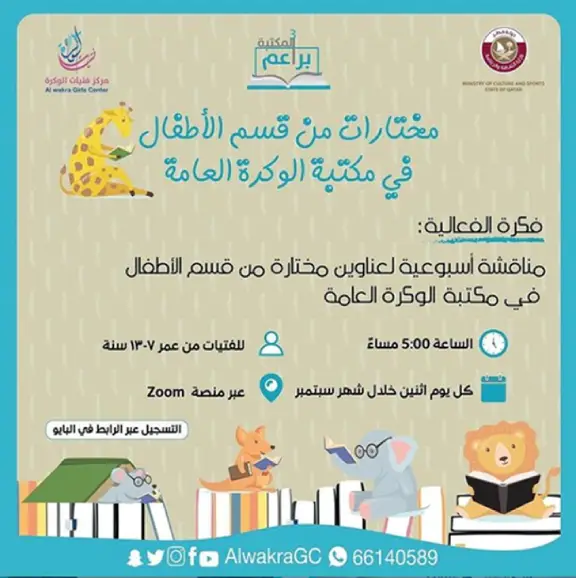 مركز فتيات الوكرة
Al wakra Girls Center
المكتبة
براعم
MINISTRY OF CULTURE AND SPORTS
STATE OF QATAR
مختارات من قسم الأطفال
في مكتبة الوكرة العامة
فكرة الفعالية:
مناقشة أسبوعية لعناوين مختارة من قسم الأطفال
في مكتبة الوكرة العامة
الساعة 5:00 مساءً
للفتيات من عمر ٧-١٣ سنة
كل يوم اثنين خلال شهر سبتمبر
عبر منصة Zoom
التسجيل عبر الرابط في البايو
AlwakraGC 66140589